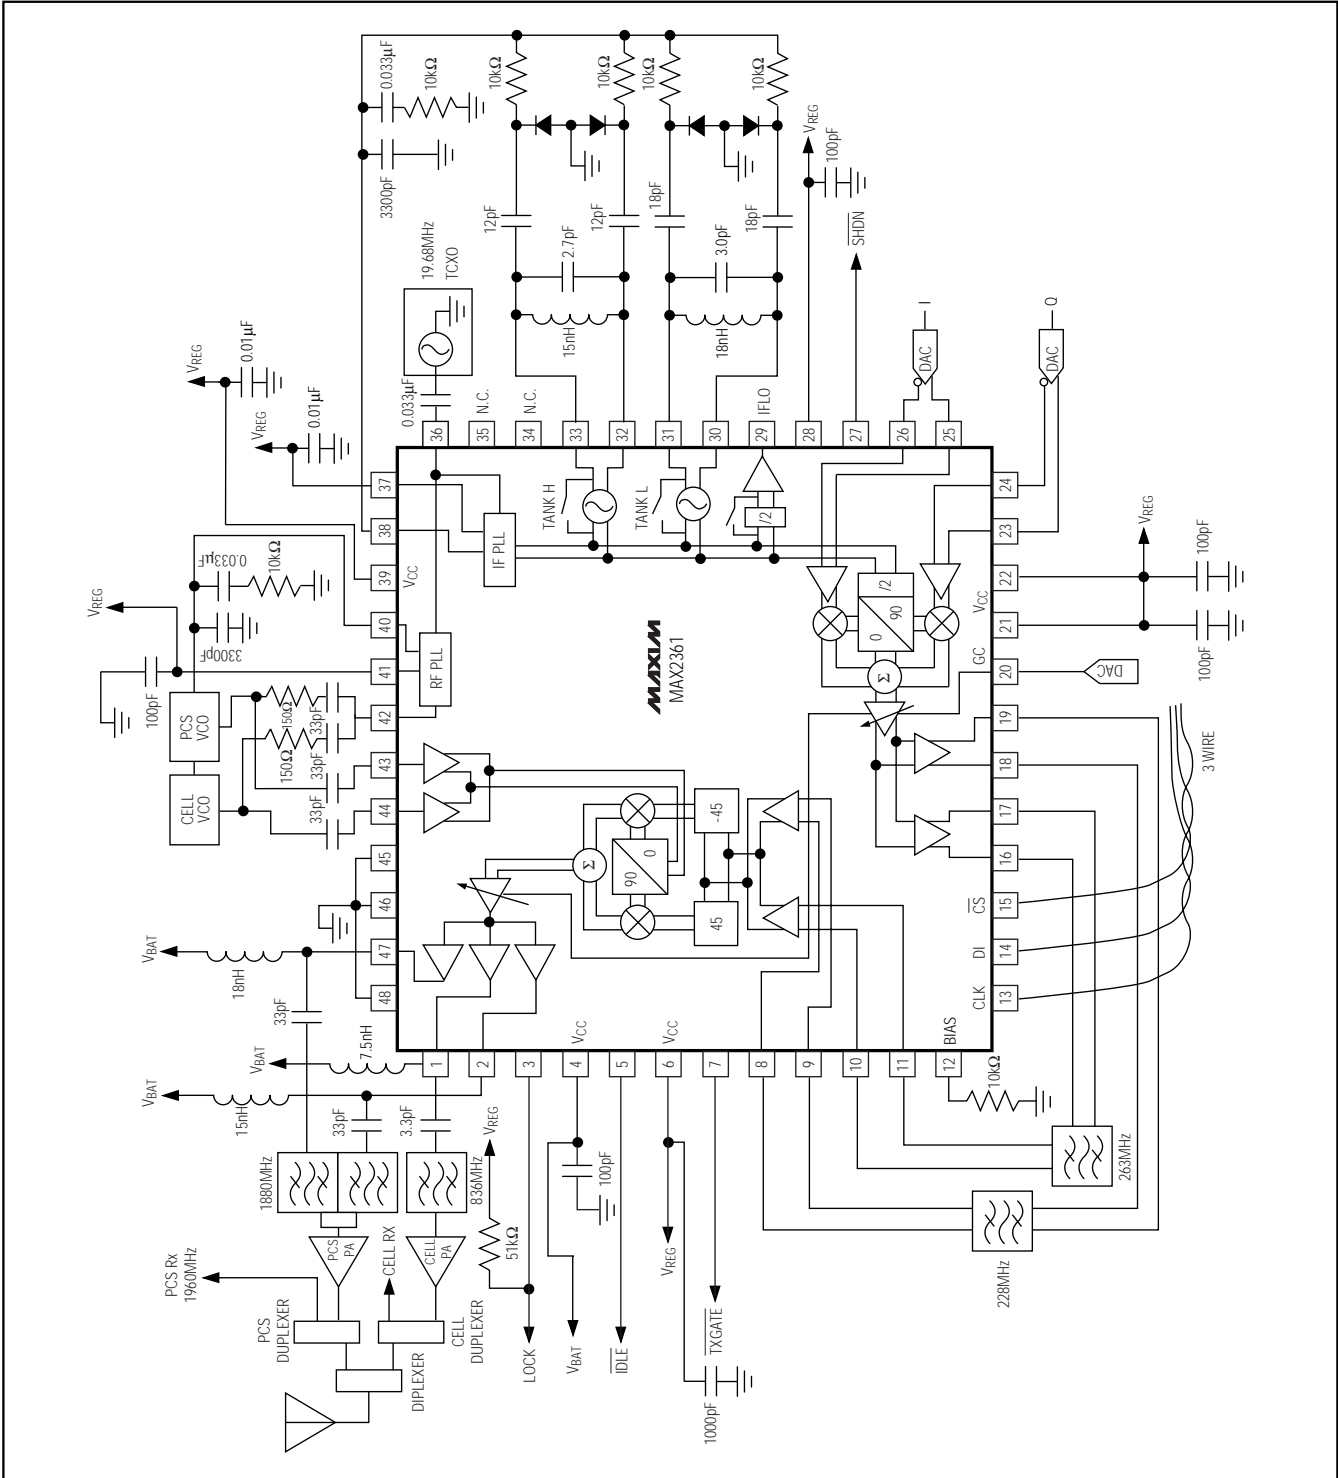 0.033µF
10kΩ
3300pF
10kΩ
10kΩ
10kΩ
10kΩ
12pF
12pF
18pF
18pF
2.7pF
3.0pF
15nH
18nH
VREG
100pF
SHDN
19.68MHz
TCXO
0.033µF
N.C.
N.C.
IFLO
I
DAC
Q
DAC
VREG
0.01µF
VREG
0.01µF
36
35
34
33
32
31
30
29
28
27
26
25
37
38
39
40
41
42
43
44
45
46
47
48
24
23
22
21
20
19
18
17
16
15
14
13
1
2
3
4
5
6
7
8
9
10
11
12
VCC
RF PLL
IF PLL
TANK H
TANK L
/2
/2
0
90
Σ
MAXIM
MAX2361
VCC
GC
CS
DI
CLK
BIAS
VCC
VCC
Σ
90
0
-45
45
VREG
100pF
0.033µF
10kΩ
3300pF
PCS
VCO
CELL
VCO
150Ω
33pF
150Ω
33pF
33pF
33pF
VBAT
18nH
33pF
VBAT
7.5nH
VBAT
15nH
33pF
3.3pF
1880MHz
836MHz
PCS
PA
CELL
PA
PCS Rx
1960MHz
CELL RX
PCS
DUPLEXER
CELL
DUPLEXER
DIPLEXER
VREG
51kΩ
LOCK
VBAT
100pF
IDLE
VREG
TXGATE
1000pF
10kΩ
263MHz
228MHz
3 WIRE
DAC
VREG
100pF
100pF